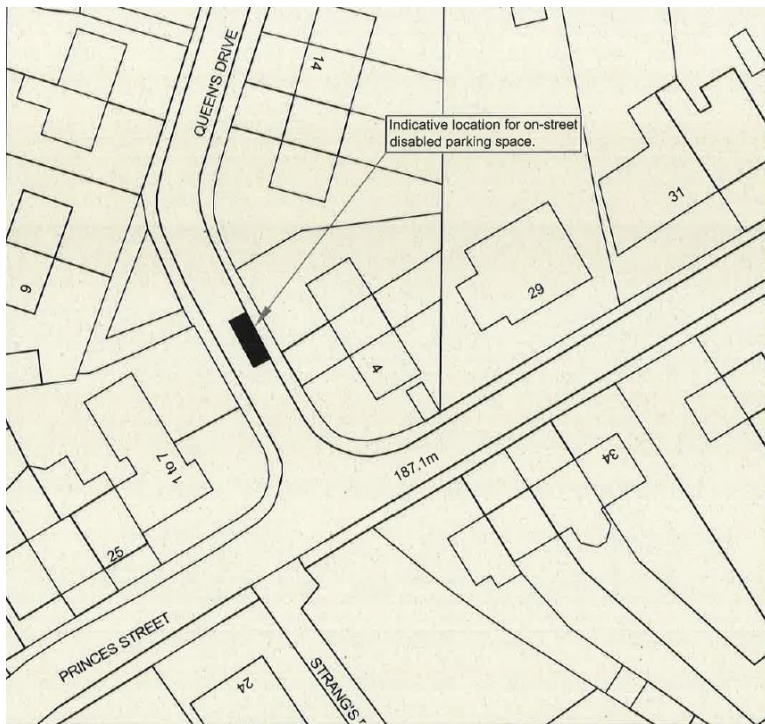 QUEEN'S DRIVE
14
Indicative location for on-street
disabled parking space.
31
6
29
4
1 to 7
187.1m
34
25
PRINCES STREET
24
STRANG'S